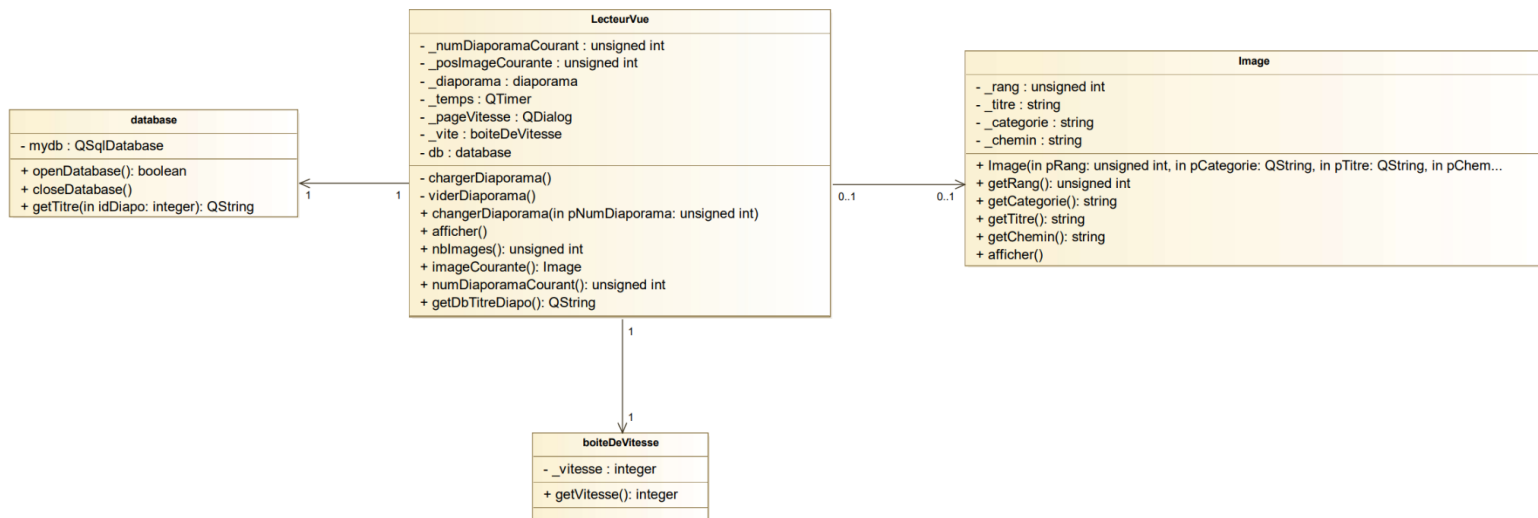 database
- mydb : QSqlDatabase
+ openDatabase(): boolean
+ closeDatabase()
+ getTitre(in idDiapo: integer): QString
1
1
LecteurVue
- _numDiaporamaCourant : unsigned int
- _posImageCourante : unsigned int
- _diaporama : diaporama
- _temps : QTimer
- _pageVitesse : QDialog
- _vite : boiteDeVitesse
- db : database
- chargerDiaporama()
- viderDiaporama()
+ changerDiaporama(in pNumDiaporama: unsigned int)
+ afficher()
+ nbImages(): unsigned int
+ imageCourante(): Image
+ numDiaporamaCourant(): unsigned int
+ getDbTitreDiapo(): QString
0..1
0..1
Image
- _rang : unsigned int
- _titre : string
- _categorie : string
- _chemin : string
+ Image(in pRang: unsigned int, in pCategorie: QString, in pTitre: QString, in pChem...
+ getRang(): unsigned int
+ getCategorie(): string
+ getTitre(): string
+ getChemin(): string
+ afficher()
1
1
boiteDeVitesse
- _vitesse : integer
+ getVitesse(): integer